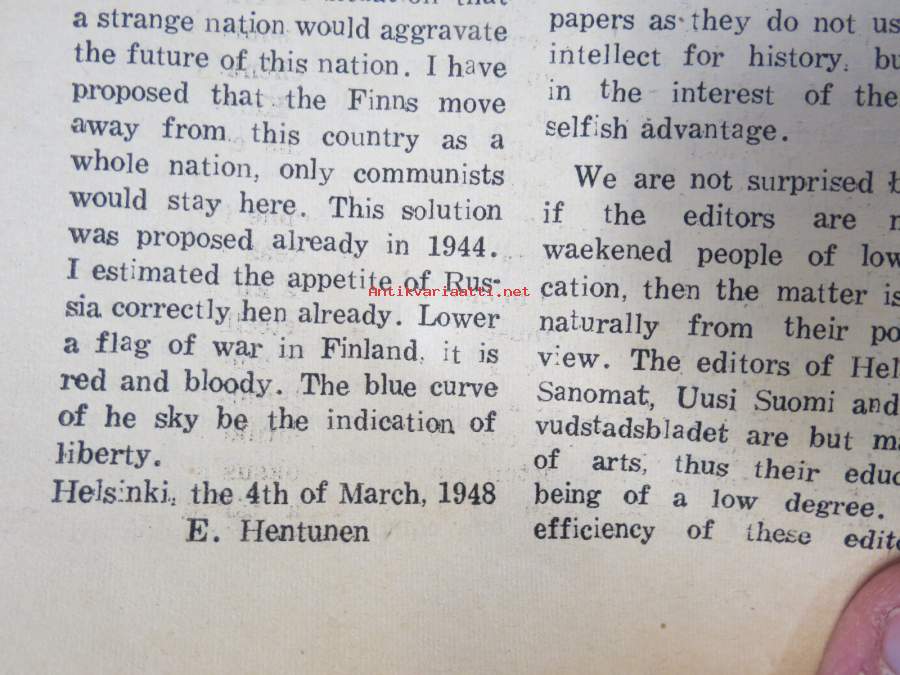 a strange nation would aggravate
the future of this nation. I have
proposed that the Finns move
away from this country as a
whole nation, only communists
would stay here. This solution
was proposed already in 1944.
I estimated the appetite of Rus-
sia correctly hen already. Lower
a flag of war in Finland, it is
red and bloody. The blue curve
of he sky be the indication of
liberty.
Helsinki, the 4th of March, 1948
E. Hentunen
papers as they do not us
intellect for history, bu
in the interest of the
selfish advantage.
We are not surprised
if the editors are
waekened people of low
cation, then the matter is
naturally from their po
view. The editors of Hel
Sanomat, Uusi Suomi and
vudstadsbladet are but ma
of arts, thus their educ
being of a low degree.
efficiency of these edito
Antikvariaatti.net